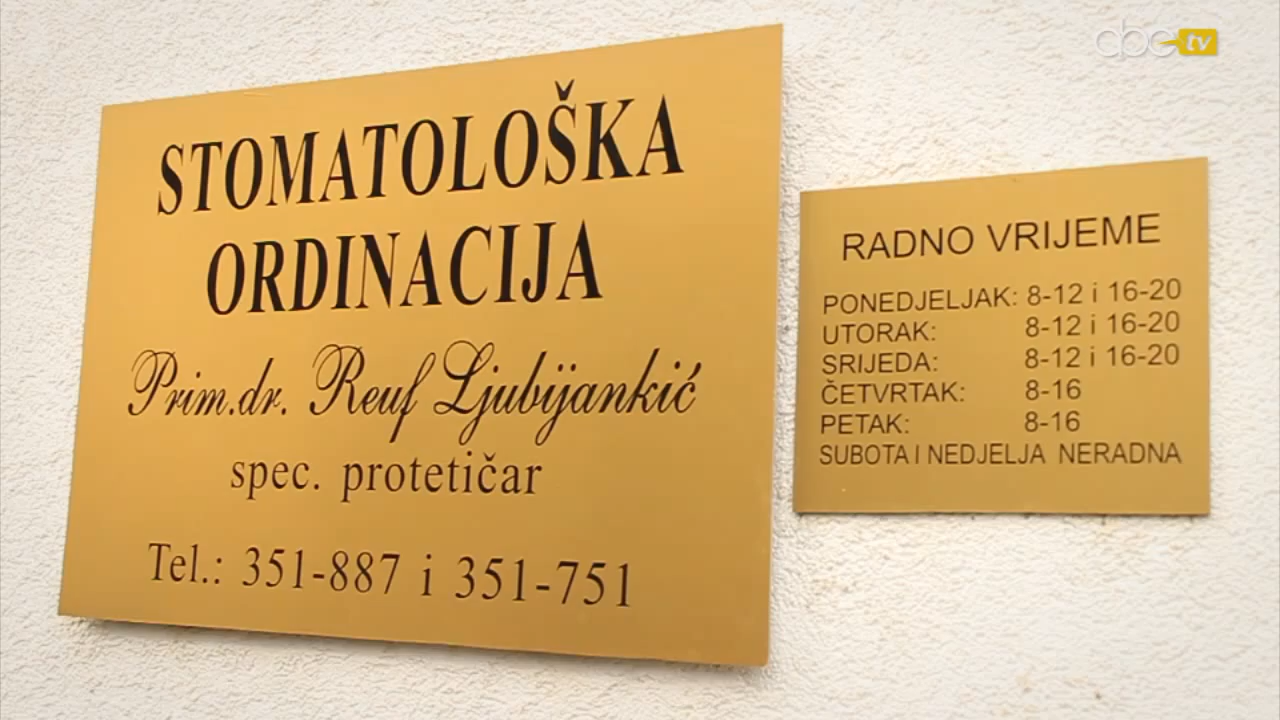 STOMATOLOŠKA
ORDINACIJA
Prim.dr. Reuf Ljubijankić
spec. protetičar
Tel.: 351-887 i 351-751
RADNO VRIJEME
PONEDJELJAK: 8-12 i 16-20
UTORAK: 8-12 i 16-20
SRIJEDA: 8-12 i 16-20
ČETVRTAK: 8-16
PETAK: 8-16
SUBOTA I NEDJELJA NERADNA
abc tv